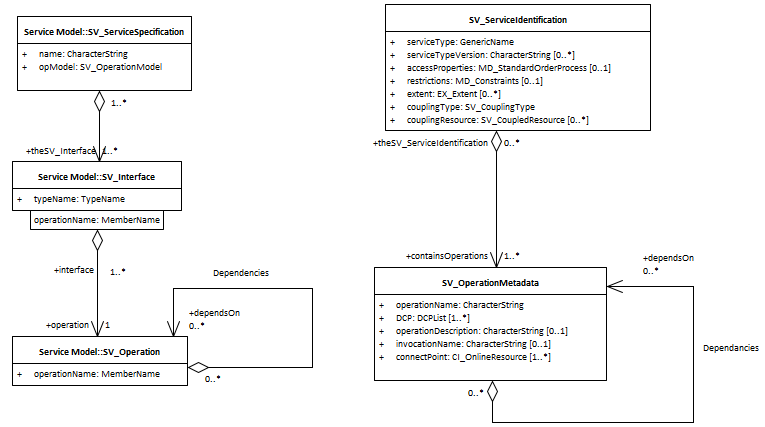 Service Model::SV_ServiceSpecification
+ name: CharacterString
+ opModel: SV_OperationModel
1..*
+theSV_Interface 1..*
Service Model::SV_Interface
+ typeName: TypeName
operationName: MemberName
+interface 1..*
Dependencies
+dependsOn
0..*
+operation 1
Service Model::SV_Operation
+ operationName: MemberName
0..*
SV_ServiceIdentification
+ serviceType: GenericName
+ serviceTypeVersion: CharacterString [0..*]
+ accessProperties: MD_StandardOrderProcess [0..1]
+ restrictions: MD_Constraints [0..1]
+ extent: EX_Extent [0..*]
+ couplingType: SV_CouplingType
+ couplingResource: SV_CoupledResource [0..*]
+theSV_ServiceIdentification 0..*
+containsOperations 1..*
+dependsOn
0..*
SV_OperationMetadata
+ operationName: CharacterString
+ DCP: DCPList [1..*]
+ operationDescription: CharacterString [0..1]
+ invocationName: CharacterString [0..1]
+ connectPoint: CI_OnlineResource [1..*]
Dependancies
0..*